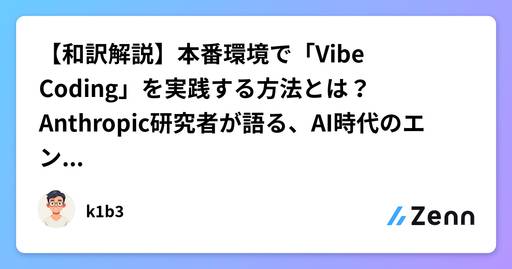 【和訳解説】本番環境で「Vibe
Coding」を実践する方法とは？
Anthropic研究者が語る、AI時代のエ
ン...
k1b3
Zenn